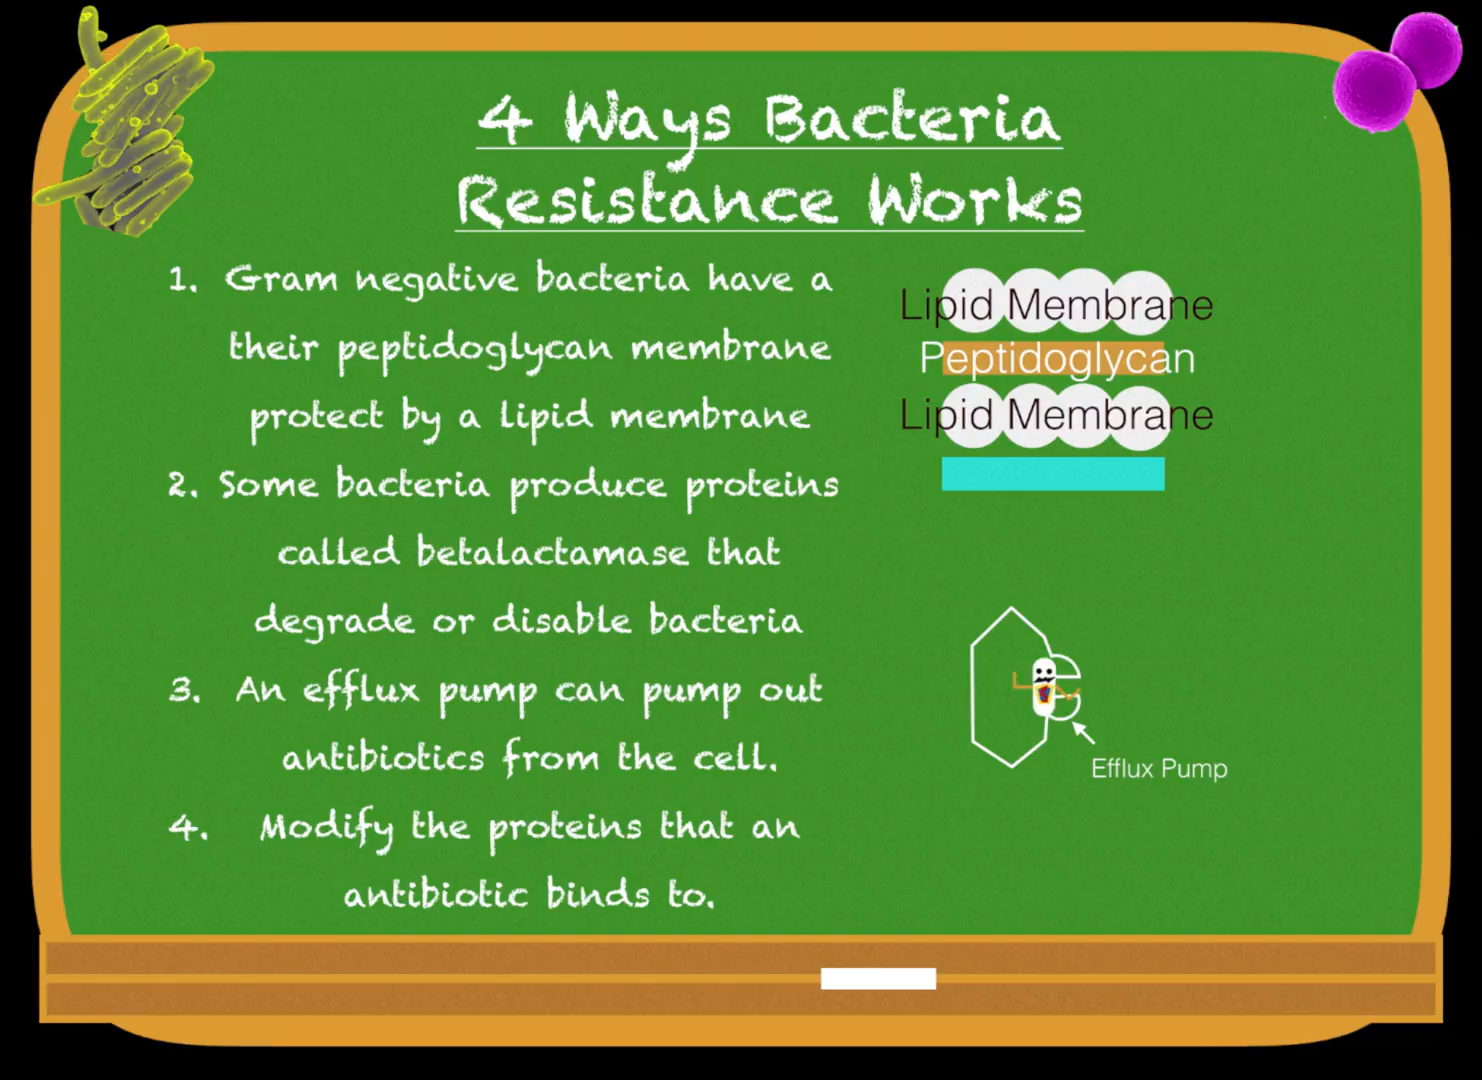 4 Ways Bacteria
Resistance Works
1. Gram negative bacteria have a
their peptidoglycan membrane
protect by a lipid membrane
2. Some bacteria produce proteins
called betalactamase that
degrade or disable bacteria
3. An efflux pump can pump out
antibiotics from the cell.
4. Modify the proteins that an
antibiotic binds to.
Lipid Membrane
Peptidoglycan
Lipid Membrane
Efflux Pump